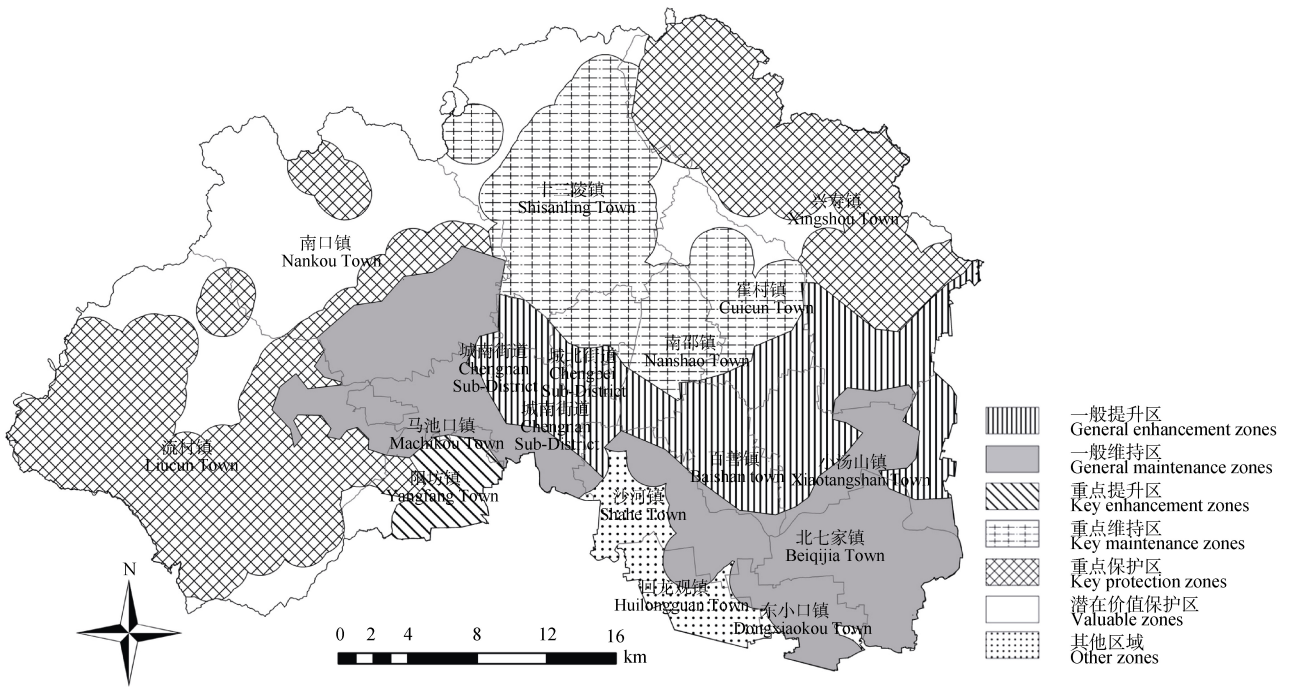 十三陵镇
Shisanling Town
兴寿镇
Xingshou Town
南口镇
Nankou Town
崔村镇
Cuicun Town
南邵镇
Nanshao Town
城南街道
Chengnan
Sub-District
城北街道
Chengbei
Sub-District
城南街道
Chengnan
Sub-District
马池口镇
Machikou Town
流村镇
Liucun Town
阳坊镇
Yangfang Town
百善镇
Baishan town
小汤山镇
Xiaotangshan Town
沙河镇
Shahe Town
北七家镇
Beiqijia Town
回龙观镇
Huilongguan Town
东小口镇
Dongxiaokou Town
N
0 2 4 8 12 16
km
一般提升区
General enhancement zones
一般维持区
General maintenance zones
重点提升区
Key enhancement zones
重点维持区
Key maintenance zones
重点保护区
Key protection zones
潜在价值保护区
Valuable zones
其他区域
Other zones